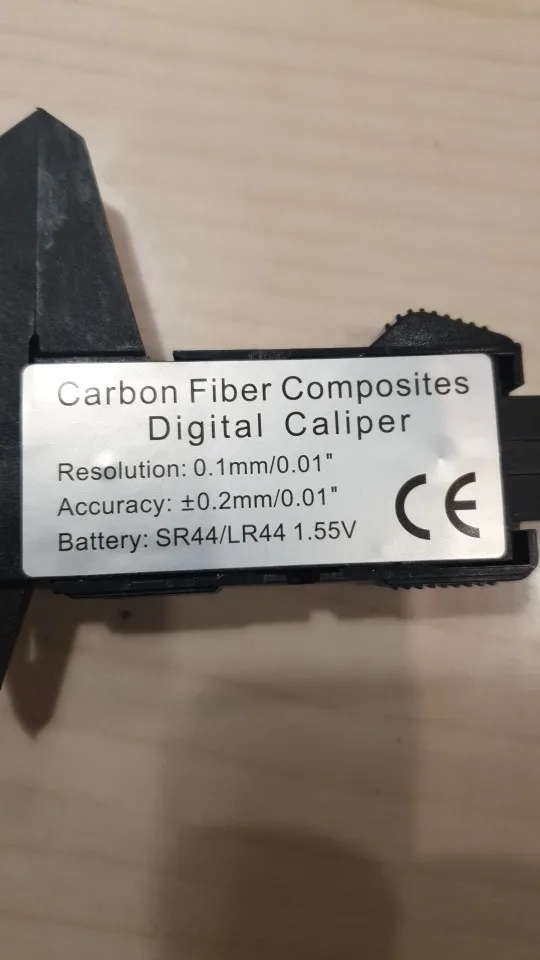 Carbon Fiber Composites
Digital Caliper
Resolution: 0.1mm/0.01"
Accuracy: ±0.2mm/0.01"
Battery: SR44/LR44 1.55V
CE